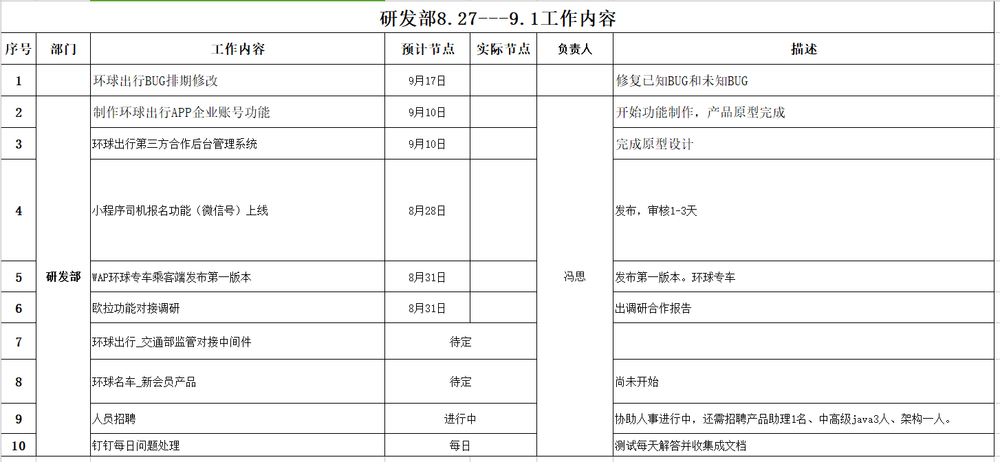 研发部8.27---9.1工作内容
序号 部门 工作内容 预计节点 实际节点 负责人 描述
1 环球出行BUG排期修改 9月17日 修复已知BUG和未知BUG
2 制作环球出行APP企业账号功能 9月10日 开始功能制作，产品原型完成
3 环球出行第三方合作后台管理系统 9月10日 完成原型设计
4 小程序司机报名功能（微信号）上线 8月28日 发布，审核1-3天
5 研发部 WAP环球专车乘客端发布第一版本 8月31日 冯思 发布第一版本。环球专车
6 欧拉功能对接调研 8月31日 出调研合作报告
7 环球出行_交通部监管对接中间件 待定
8 环球名车_新会员产品 待定 尚未开始
9 人员招聘 进行中 协助人事进行中，还需招聘产品助理1名、中高级java3人、架构一人。
10 钉钉每日问题处理 每日 测试每天解答并收集成文档